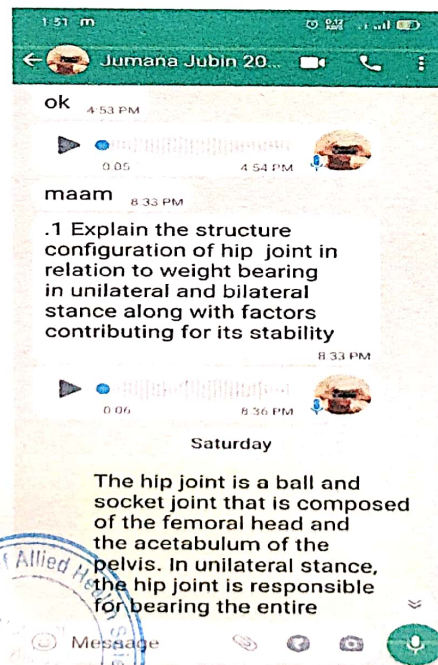 1:51 m
Jumana Jubin 20...
ok 4:53 PM
0:05 4:54 PM
maam 8:33 PM
.1 Explain the structure
configuration of hip joint in
relation to weight bearing
in unilateral and bilateral
stance along with factors
contributing for its stability
8:33 PM
0:06 8:36 PM
Saturday
The hip joint is a ball and
socket joint that is composed
of the femoral head and
the acetabulum of the
pelvis. In unilateral stance,
the hip joint is responsible
for bearing the entire
Message
Allied